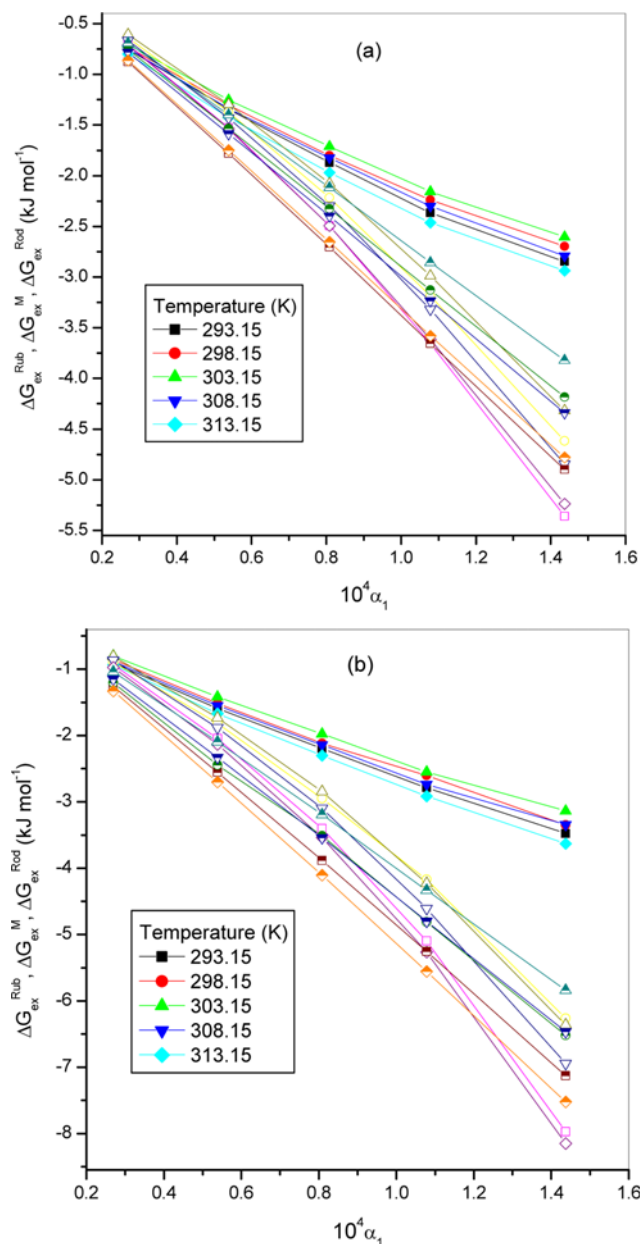 (a)
-0.5
-1.0
-1.5
-2.0
-2.5
-3.0
-3.5
-4.0
-4.5
-5.0
-5.5
ΔG_ex^Rub, ΔG_ex^M, ΔG_ex^Rod (kJ mol⁻¹)
Temperature (K)
293.15
298.15
303.15
308.15
313.15
0.2 0.4 0.6 0.8 1.0 1.2 1.4 1.6
10⁴α₁
(b)
-1
-2
-3
-4
-5
-6
-7
-8
ΔG_ex^Rub, ΔG_ex^M, ΔG_ex^Rod (kJ mol⁻¹)
Temperature (K)
293.15
298.15
303.15
308.15
313.15
0.2 0.4 0.6 0.8 1.0 1.2 1.4 1.6
10⁴α₁